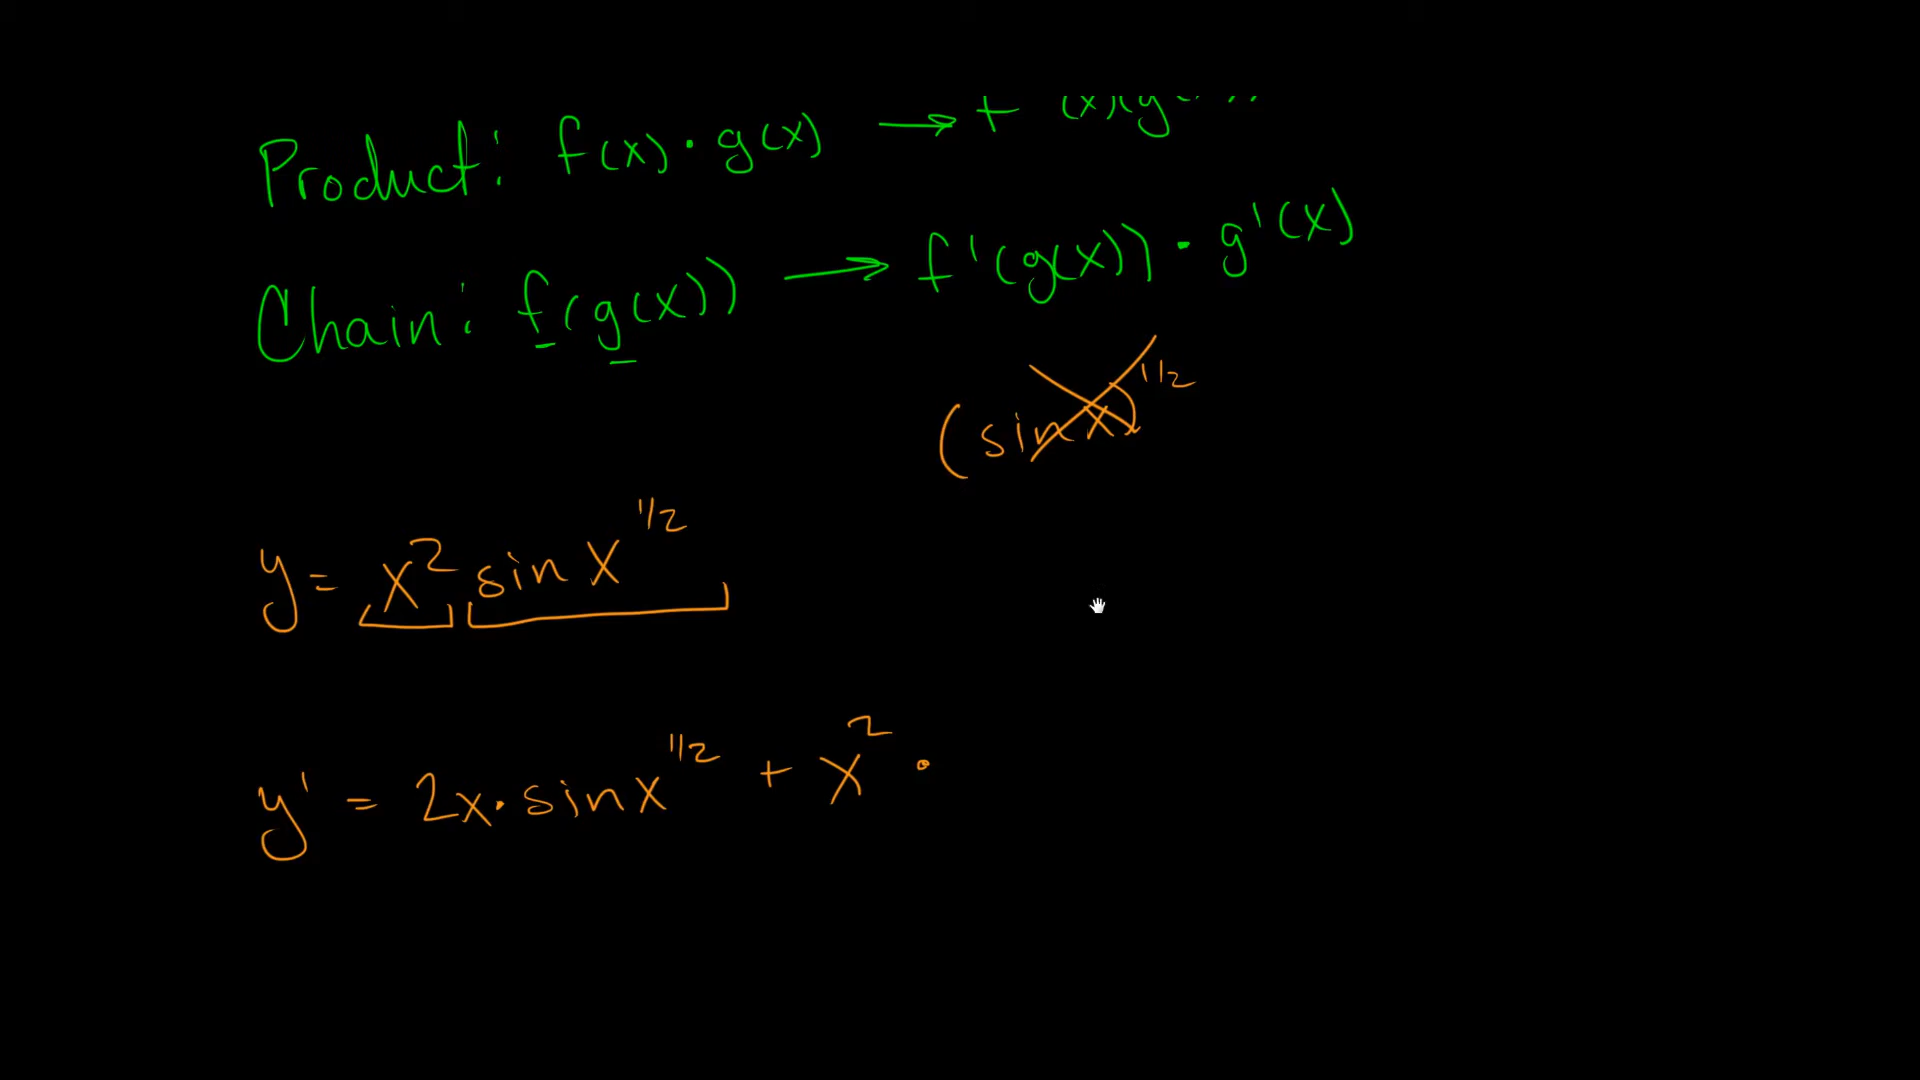 Product: f(x) · g(x) →
Chain: f(g(x)) → f'(g(x)) · g'(x)
(sin x)^1/2
y = x^2 sin x^1/2
y' = 2x · sin x^1/2 + x^2 ·